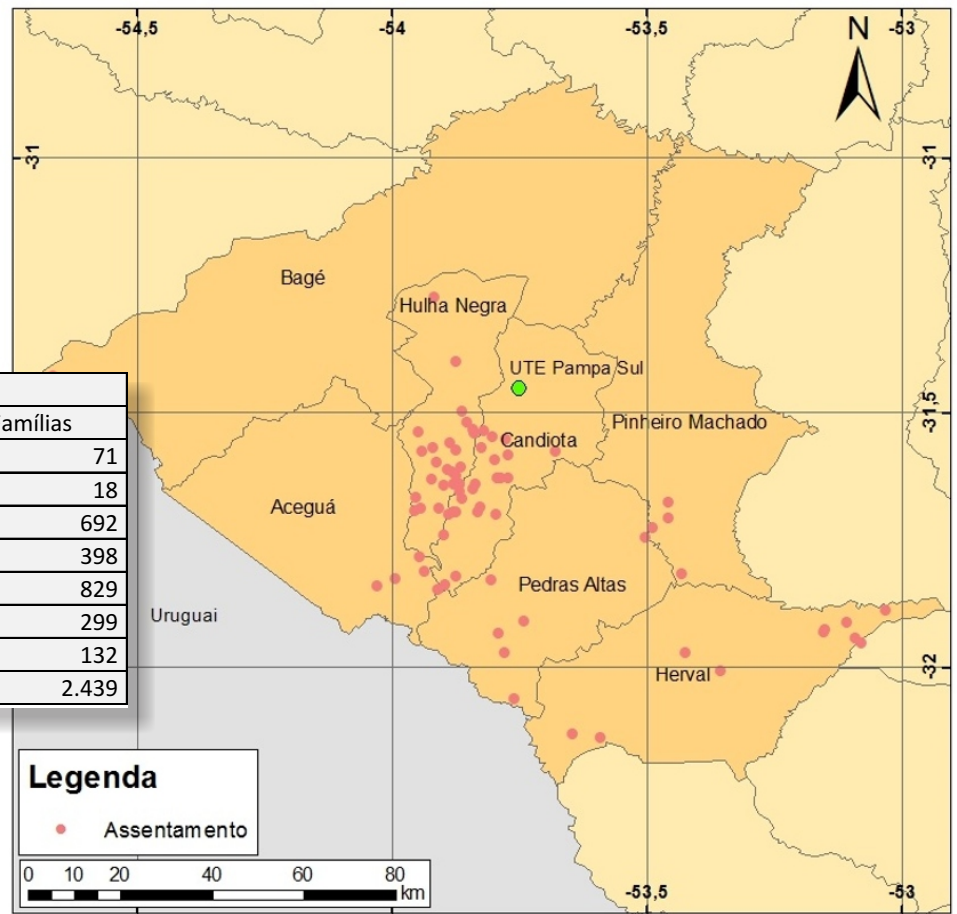 -54,5
-54
-53,5
-53
N
-31
-31
Bagé
Hulha Negra
UTE Pampa Sul
-31,5
Famílias
71
18
692
398
829
299
132
2.439
Candiota
Pinheiro Machado
Aceguá
Pedras Altas
Uruguai
Herval
-32
Legenda
Assentamento
0 10 20 40 60 80
km
-53,5
-53